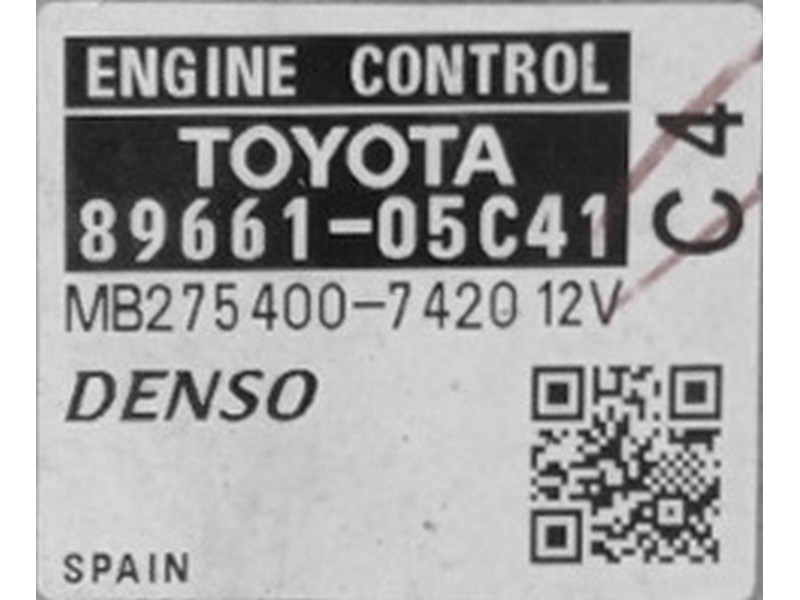 ENGINE CONTROL
TOYOTA
89661-05C41
C4
MB275400-7420 12V
DENSO
SPAIN